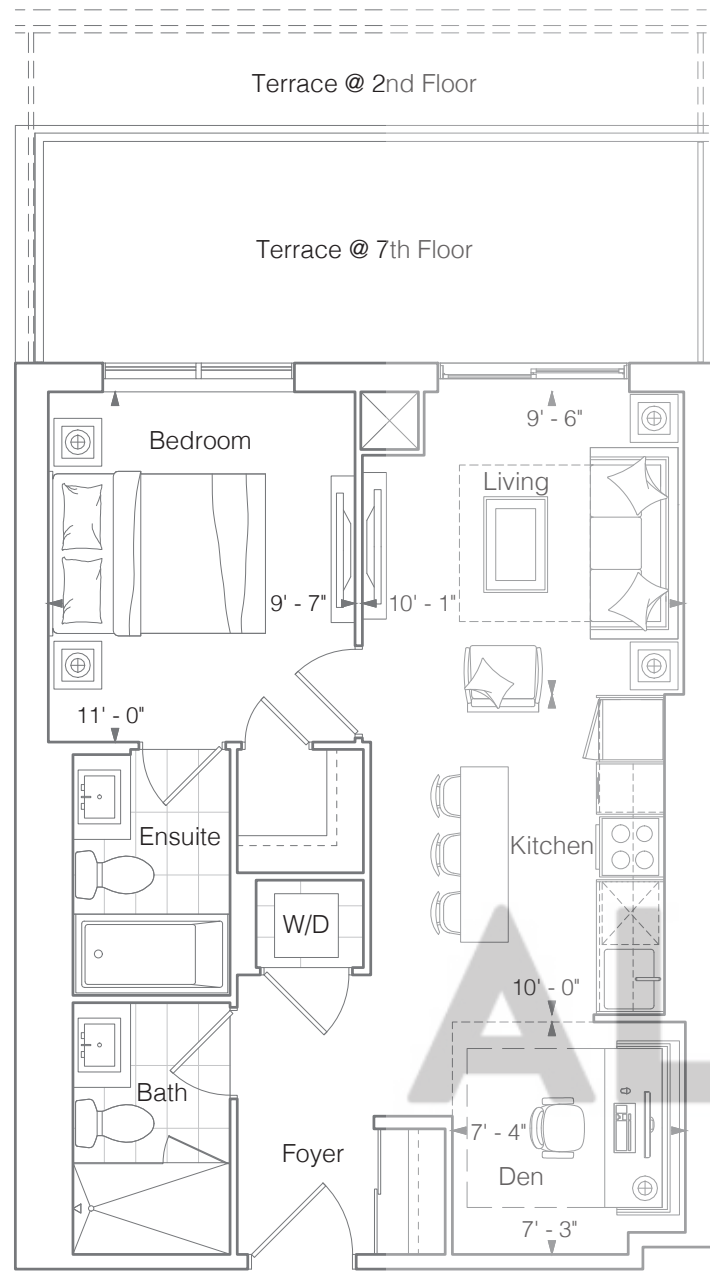 Terrace @ 2nd Floor
Terrace @ 7th Floor
Bedroom
9' - 6"
Living
9' - 7"
10' - 1"
11' - 0"
Ensuite
Kitchen
W/D
10' - 0"
AL
Bath
7' - 4"
Foyer
Den
7' - 3"